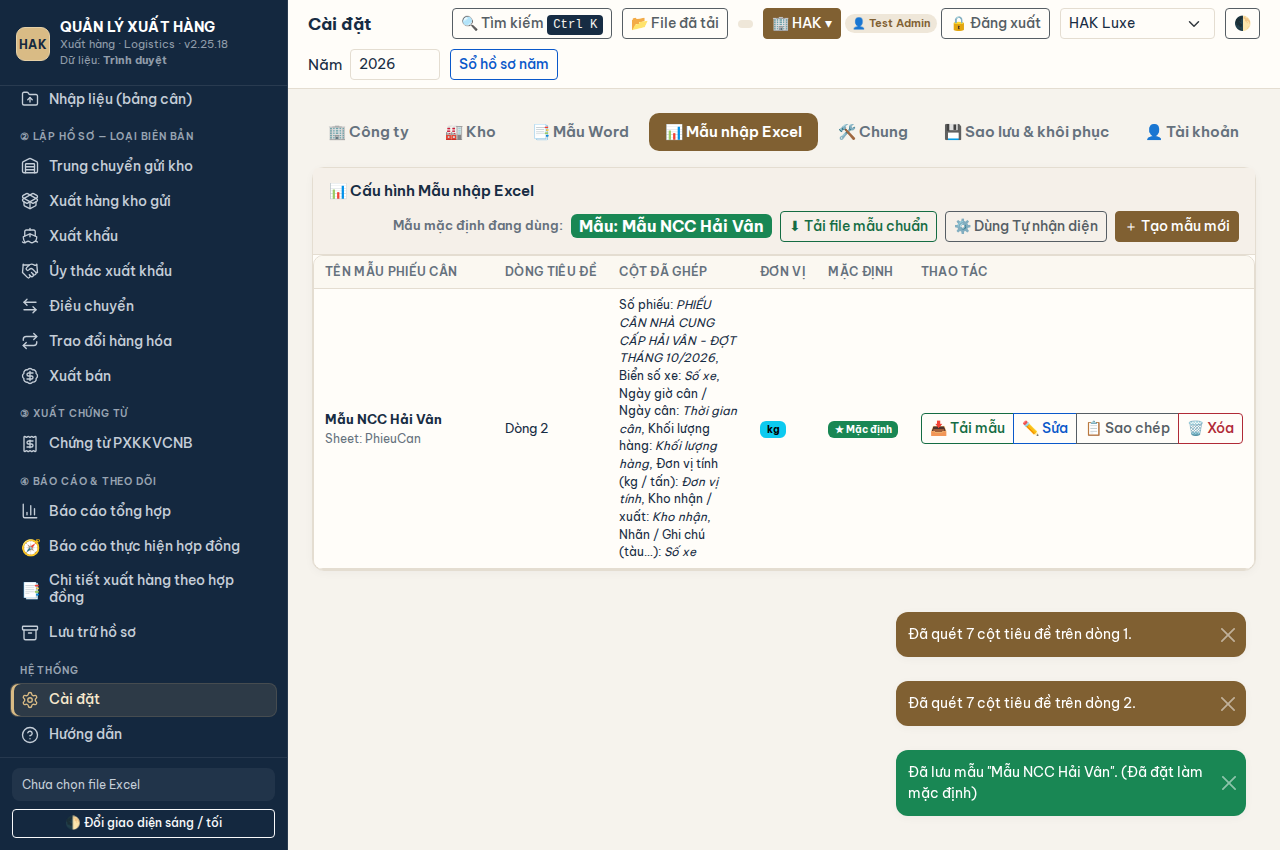 HAK
QUẢN LÝ XUẤT HÀNG
Xuất hàng · Logistics · v2.25.18
Dữ liệu: Trình duyệt
Nhập liệu (bảng cân)
② LẬP HỒ SƠ — LOẠI BIÊN BẢN
Trung chuyển gửi kho
Xuất hàng kho gửi
Xuất khẩu
Ủy thác xuất khẩu
Điều chuyển
Trao đổi hàng hóa
Xuất bán
③ XUẤT CHỨNG TỪ
Chứng từ PXKKVCNB
④ BÁO CÁO & THEO DÕI
Báo cáo tổng hợp
Báo cáo thực hiện hợp đồng
Chi tiết xuất hàng theo hợp
đồng
Lưu trữ hồ sơ
HỆ THỐNG
Cài đặt
Hướng dẫn
Chưa chọn file Excel
Đổi giao diện sáng / tối
Cài đặt
Tìm kiếm Ctrl K
File đã tải
HAK ▾
Test Admin
Đăng xuất
HAK Luxe
Năm 2026
Sổ hồ sơ năm
Công ty
Kho
Mẫu Word
Mẫu nhập Excel
Chung
Sao lưu & khôi phục
Tài khoản
Cấu hình Mẫu nhập Excel
Mẫu mặc định đang dùng: Mẫu: Mẫu NCC Hải Vân
⬇ Tải file mẫu chuẩn
Dùng Tự nhận diện
+ Tạo mẫu mới
TÊN MẪU PHIẾU CÂN DÒNG TIÊU ĐỀ CỘT ĐÃ GHÉP ĐƠN VỊ MẶC ĐỊNH THAO TÁC
Mẫu NCC Hải Vân
Sheet: PhieuCan
Dòng 2
Số phiếu: PHIẾU
CÂN NHÀ CUNG
CẤP HẢI VÂN - ĐỢT
THÁNG 10/2026,
Biển số xe: Số xe,
Ngày giờ cân /
Ngày cân: Thời gian
cân, Khối lượng
hàng: Khối lượng
hàng, Đơn vị tính
(kg / tấn): Đơn vị
tính, Kho nhận /
xuất: Kho nhận,
Nhãn / Ghi chú
(tàu...): Số xe
kg
★ Mặc định
Tải mẫu
Sửa
Sao chép
Xóa
Đã quét 7 cột tiêu đề trên dòng 1.
Đã quét 7 cột tiêu đề trên dòng 2.
Đã lưu mẫu "Mẫu NCC Hải Vân". (Đã đặt làm
mặc định)